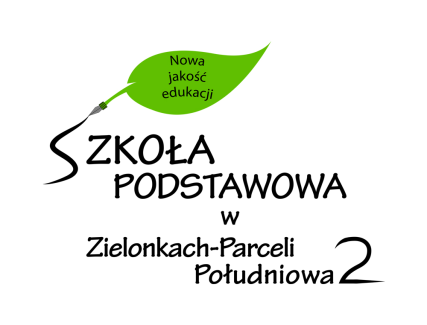 Nowa
jakość
edukacji
SZKOŁA
PODSTAWOWA
w
Zielonkach-Parceli
Południowa 2